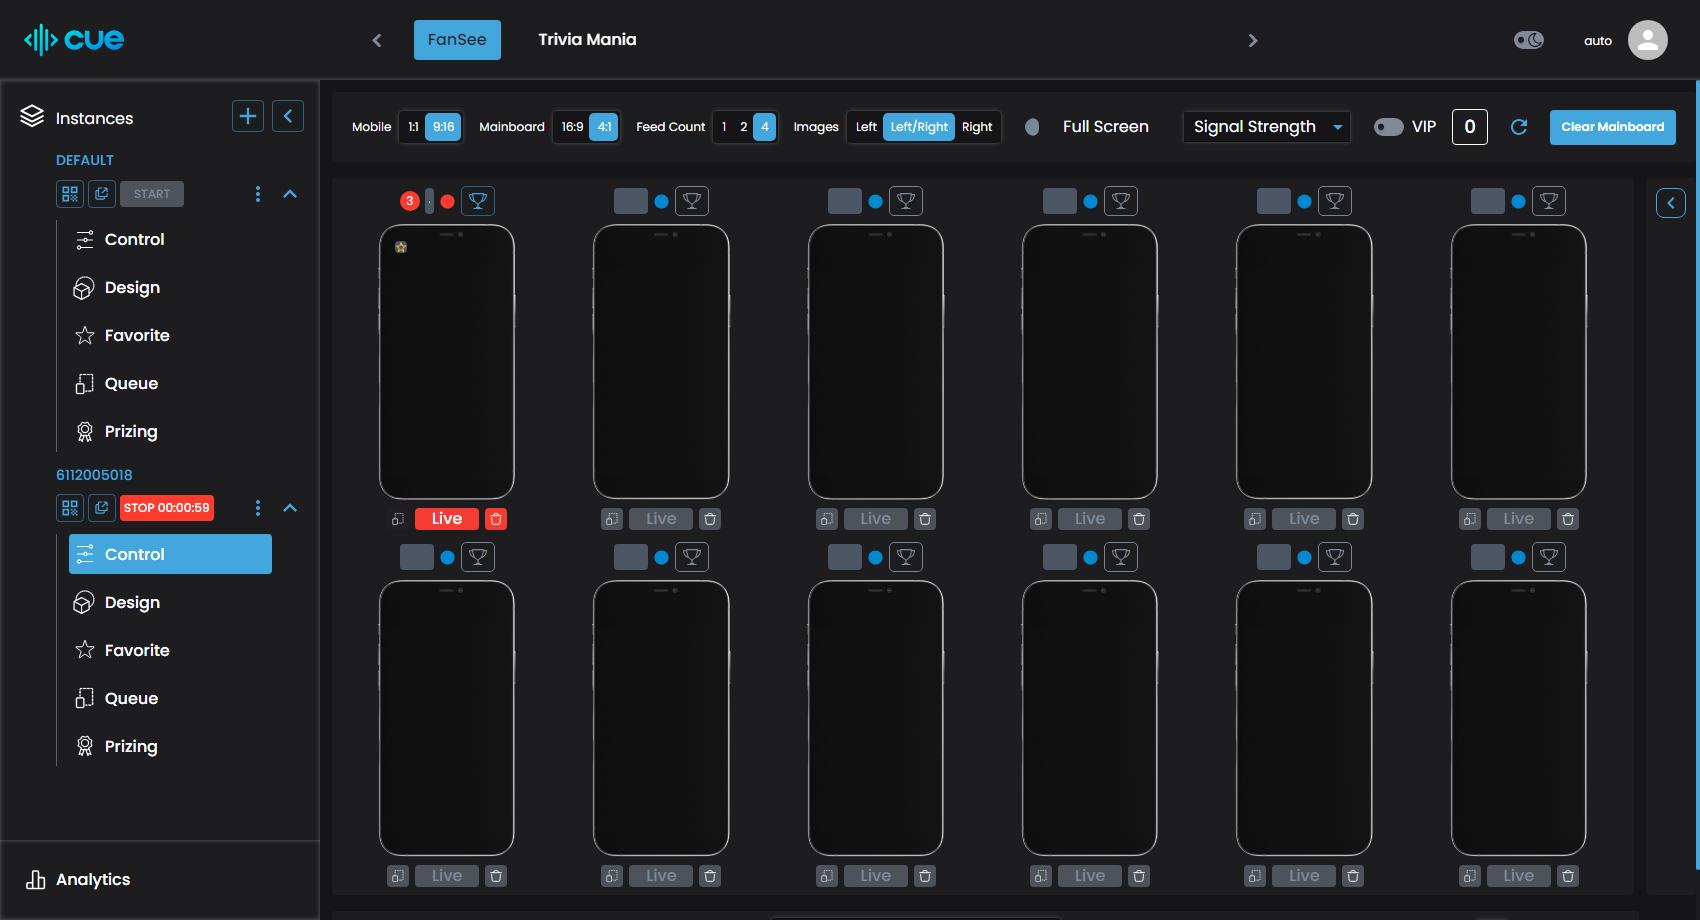 cue
FanSee
Trivia Mania
auto
Instances
DEFAULT
START
Control
Design
Favorite
Queue
Prizing
6112005018
STOP 00:00:59
Control
Design
Favorite
Queue
Prizing
Analytics
Mobile 1:1 9:16 Mainboard 16:9 4:1 Feed Count 1 2 4 Images Left Left/Right Right Full Screen Signal Strength VIP 0 Clear Mainboard
3
Live Live Live Live Live Live
Live Live Live Live Live Live